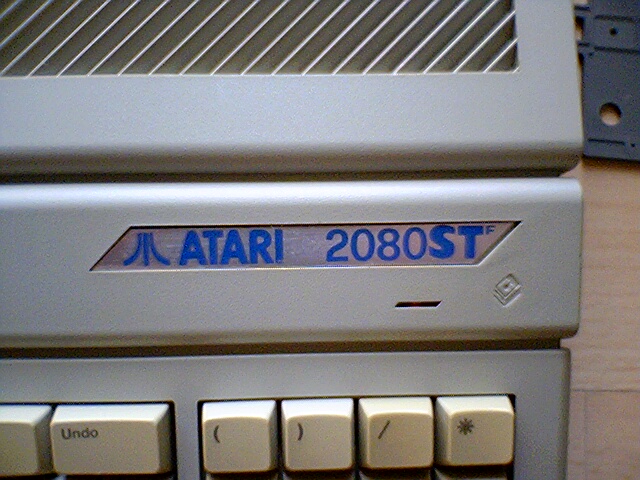 ATARI 2080STF
Undo ( ) / *